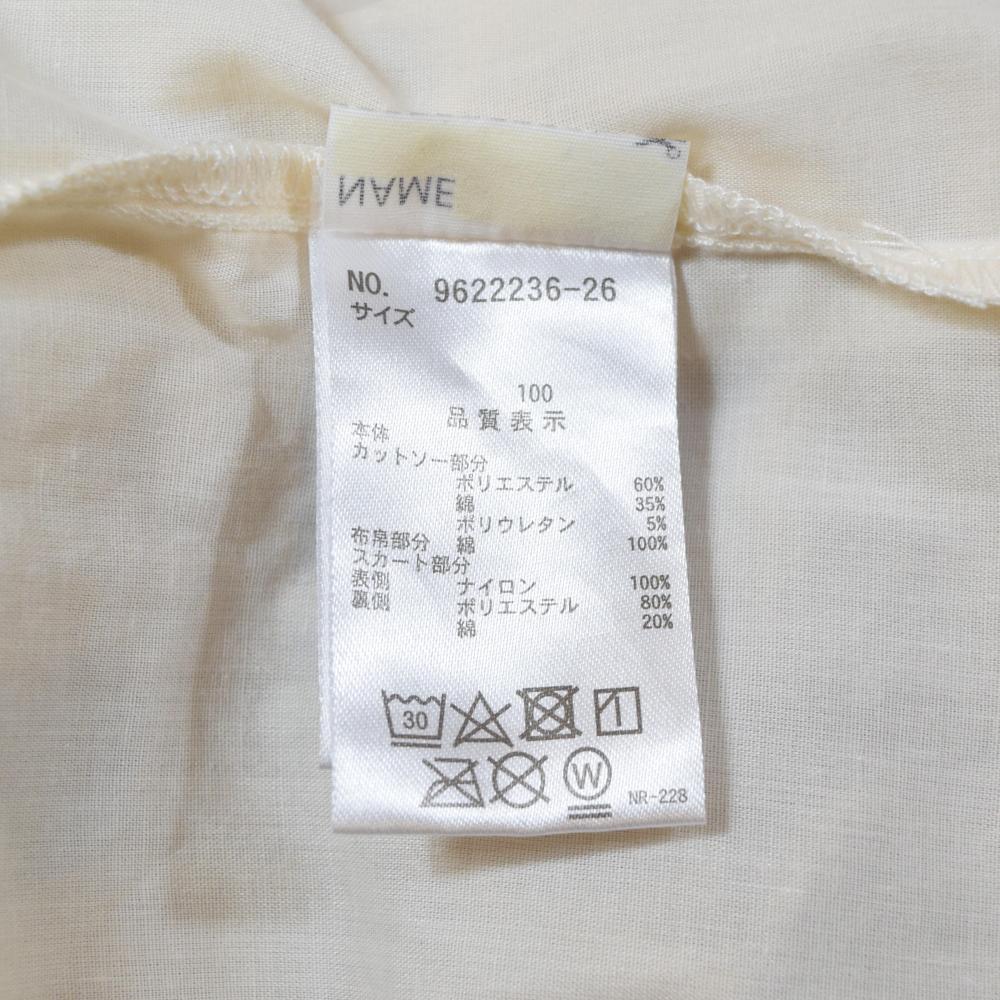 NAME
NO. 9622236-26
サイズ
100
品質表示
本体
カットソー部分
ポリエステル 60%
綿 35%
ポリウレタン 5%
布帛部分 綿 100%
スカート部分
表側 ナイロン 100%
裏側 ポリエステル 80%
綿 20%
30
W NR-228